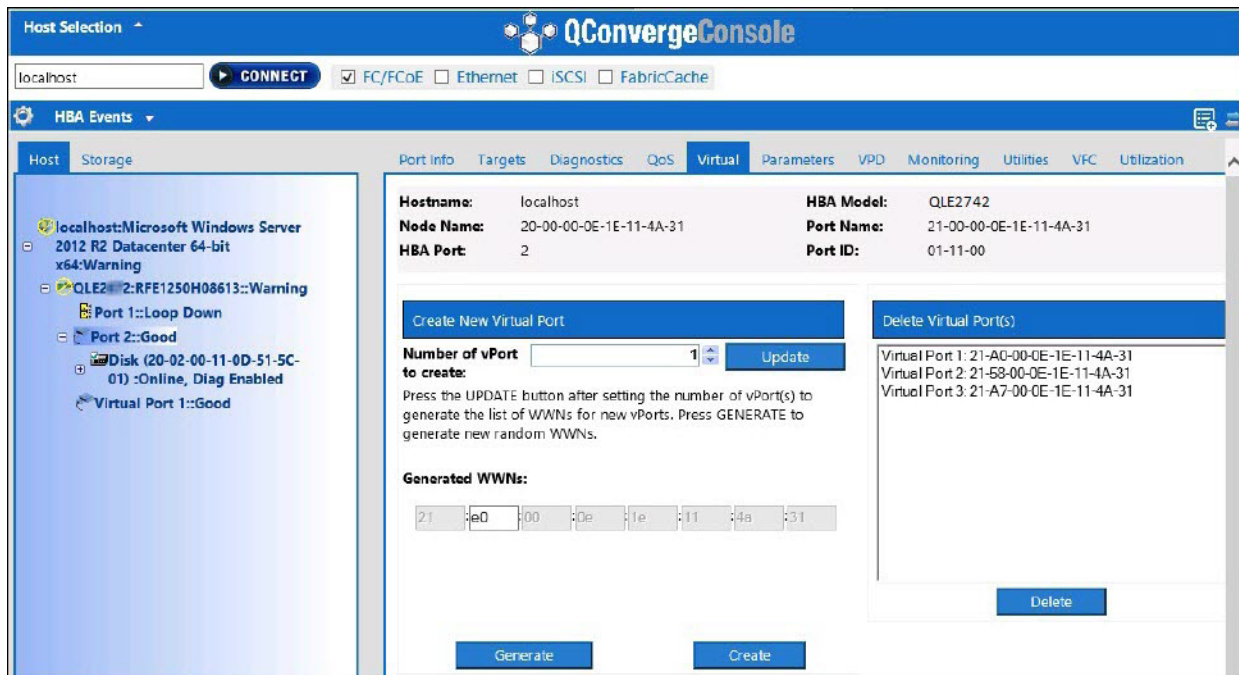 Host Selection
QConvergeConsole
localhost
CONNECT
FC/FCoE Ethernet iSCSI FabricCache
HBA Events
Host Storage
Port Info Targets Diagnostics QoS Virtual Parameters VPD Monitoring Utilities VFC Utilization
Hostname: localhost HBA Model: QLE2742
Node Name: 20-00-00-0E-1E-11-4A-31 Port Name: 21-00-00-0E-1E-11-4A-31
HBA Port: 2 Port ID: 01-11-00
localhost:Microsoft Windows Server
2012 R2 Datacenter 64-bit
x64:Warning
:RFE1250H08613::Warning
Port 1::Loop Down
Port 2::Good
Disk (20-02-00-11-0D-51-5C-
01) :Online, Diag Enabled
Virtual Port 1::Good
Create New Virtual Port
Number of vPort
to create:
1
Update
Press the UPDATE button after setting the number of vPort(s) to
generate the list of WWNs for new vPorts. Press GENERATE to
generate new random WWNs.
Generated WWNs:
21 :e0 :00 :0e :1e :11 :4a :31
Generate Create
Delete Virtual Port(s)
Virtual Port 1: 21-A0-00-0E-1E-11-4A-31
Virtual Port 2: 21-58-00-0E-1E-11-4A-31
Virtual Port 3: 21-A7-00-0E-1E-11-4A-31
Delete